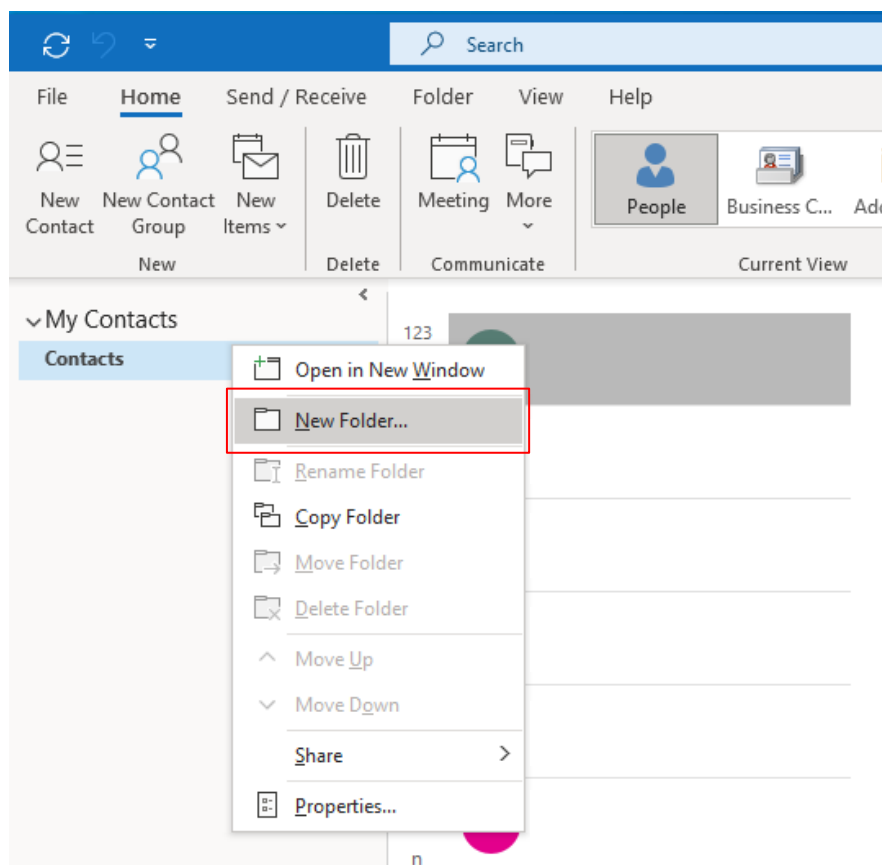 Search
File Home Send / Receive Folder View Help
New Contact
New Contact Group
New Items
Delete
Meeting
More
People
Business C...
New
Delete
Communicate
Current View
My Contacts
Contacts
123
Open in New Window
New Folder...
Rename Folder
Copy Folder
Move Folder
Delete Folder
Move Up
Move Down
Share
Properties...
n